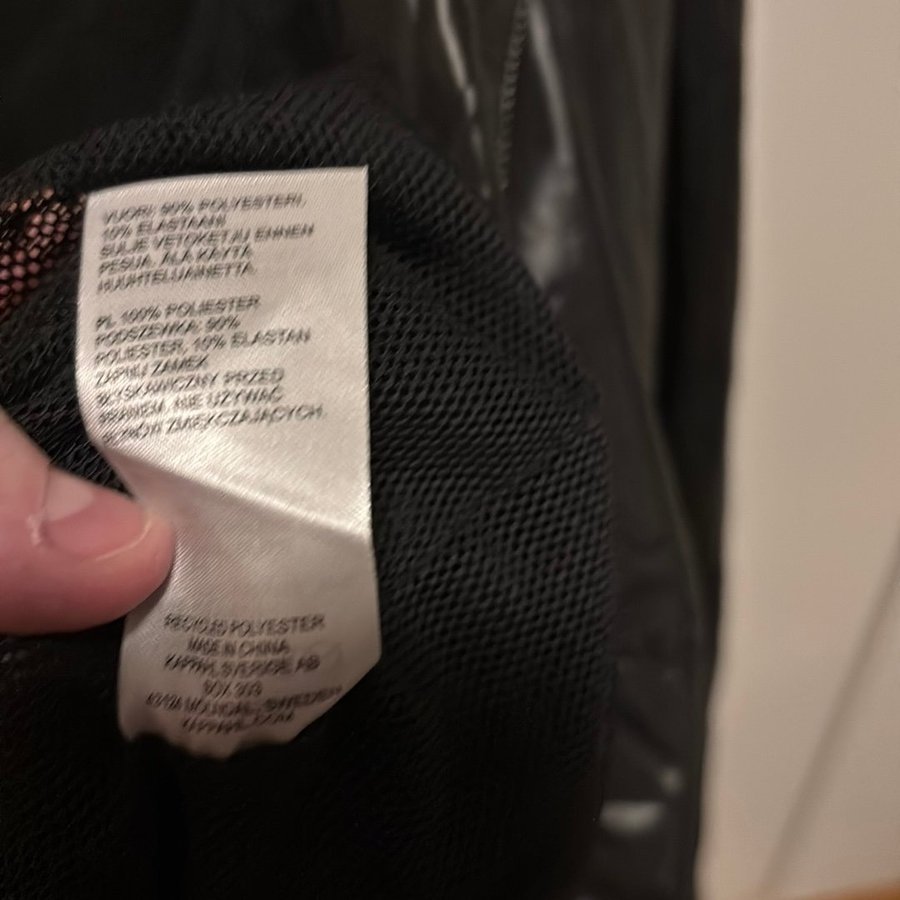 VUORI: 90% POLYESTERI,
10% ELASTAANI
SULJE VETOKETJU ENNEN
PESUA. ÄLÄ KÄYTÄ
HUUHTELUAINETTA.
PL 100% POLIESTER
PODSZEWKA: 90%
POLIESTER, 10% ELASTAN
ZAPNIJ ZAMEK
BŁYSKAWICZNY PRZED
PRANIEM. NIE UŻYWAĆ
PŁYNÓW ZMIĘKCZAJĄCYCH.
RECYCLED POLYESTER
MADE IN CHINA
KAPPAHL SVERIGE AB
BOX 303
MÖLNDAL, SWEDEN
KAPPAHL.COM